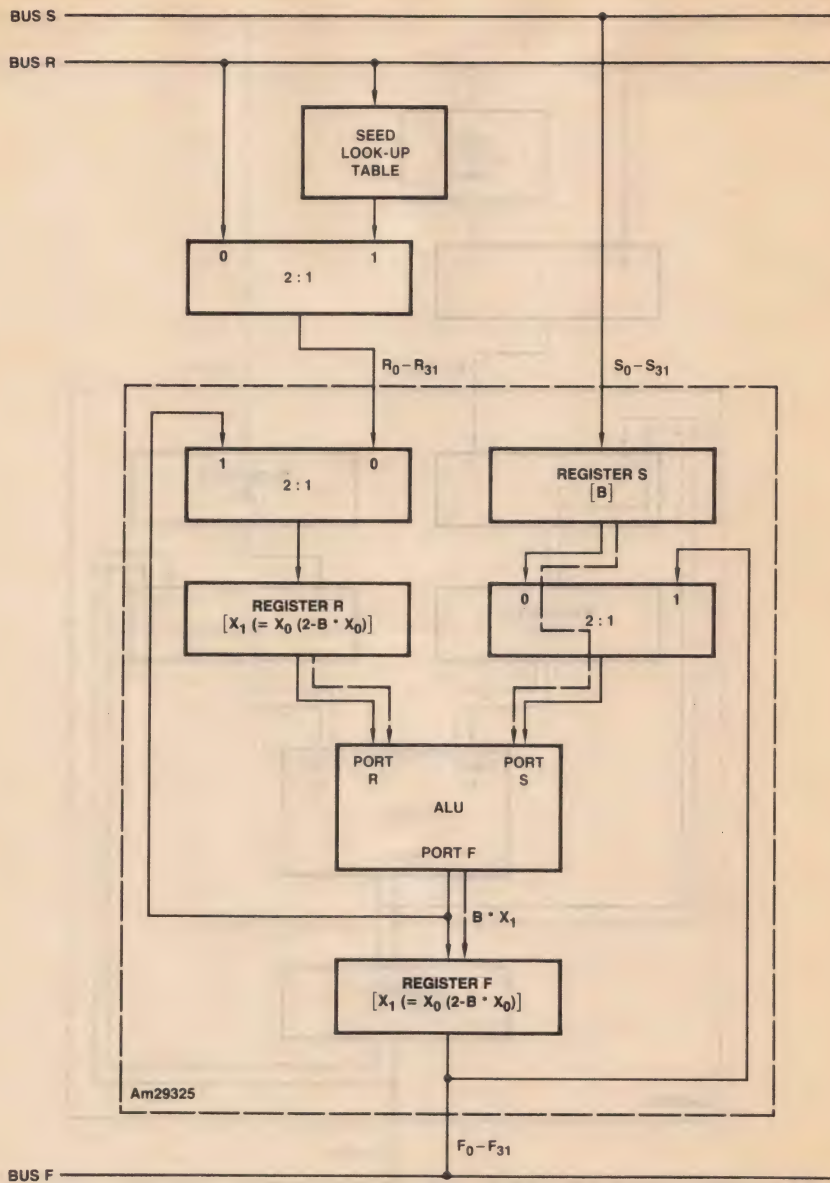 BUS S
BUS R
SEED
LOOK-UP
TABLE
0 1
2 : 1
R₀–R₃₁
S₀–S₃₁
1 0
2 : 1
REGISTER S
[B]
0 1
2 : 1
REGISTER R
[X₁ (= X₀ (2-B * X₀)]
PORT
R
PORT
S
ALU
PORT F
B * X₁
REGISTER F
[X₁ (= X₀ (2-B * X₀)]
Am29325
F₀–F₃₁
BUS F